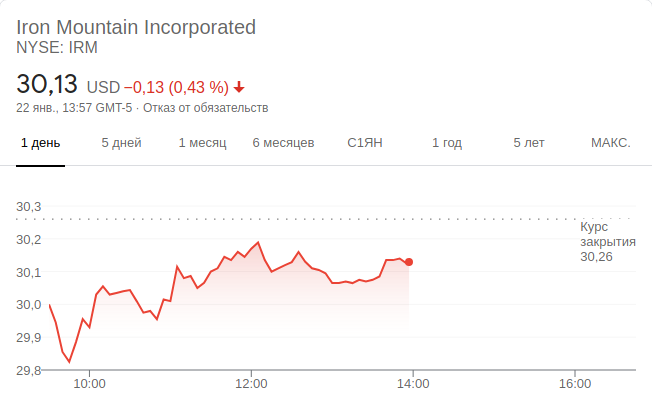 Iron Mountain Incorporated
NYSE: IRM
30,13 USD −0,13 (0,43 %)
22 янв., 13:57 GMT-5 · Отказ от обязательств
1 день 5 дней 1 месяц 6 месяцев С1ЯН 1 год 5 лет МАКС.
30,3
Курс
30,2 закрытия
30,26
30,1
30,0
29,9
29,8
10:00 12:00 14:00 16:00